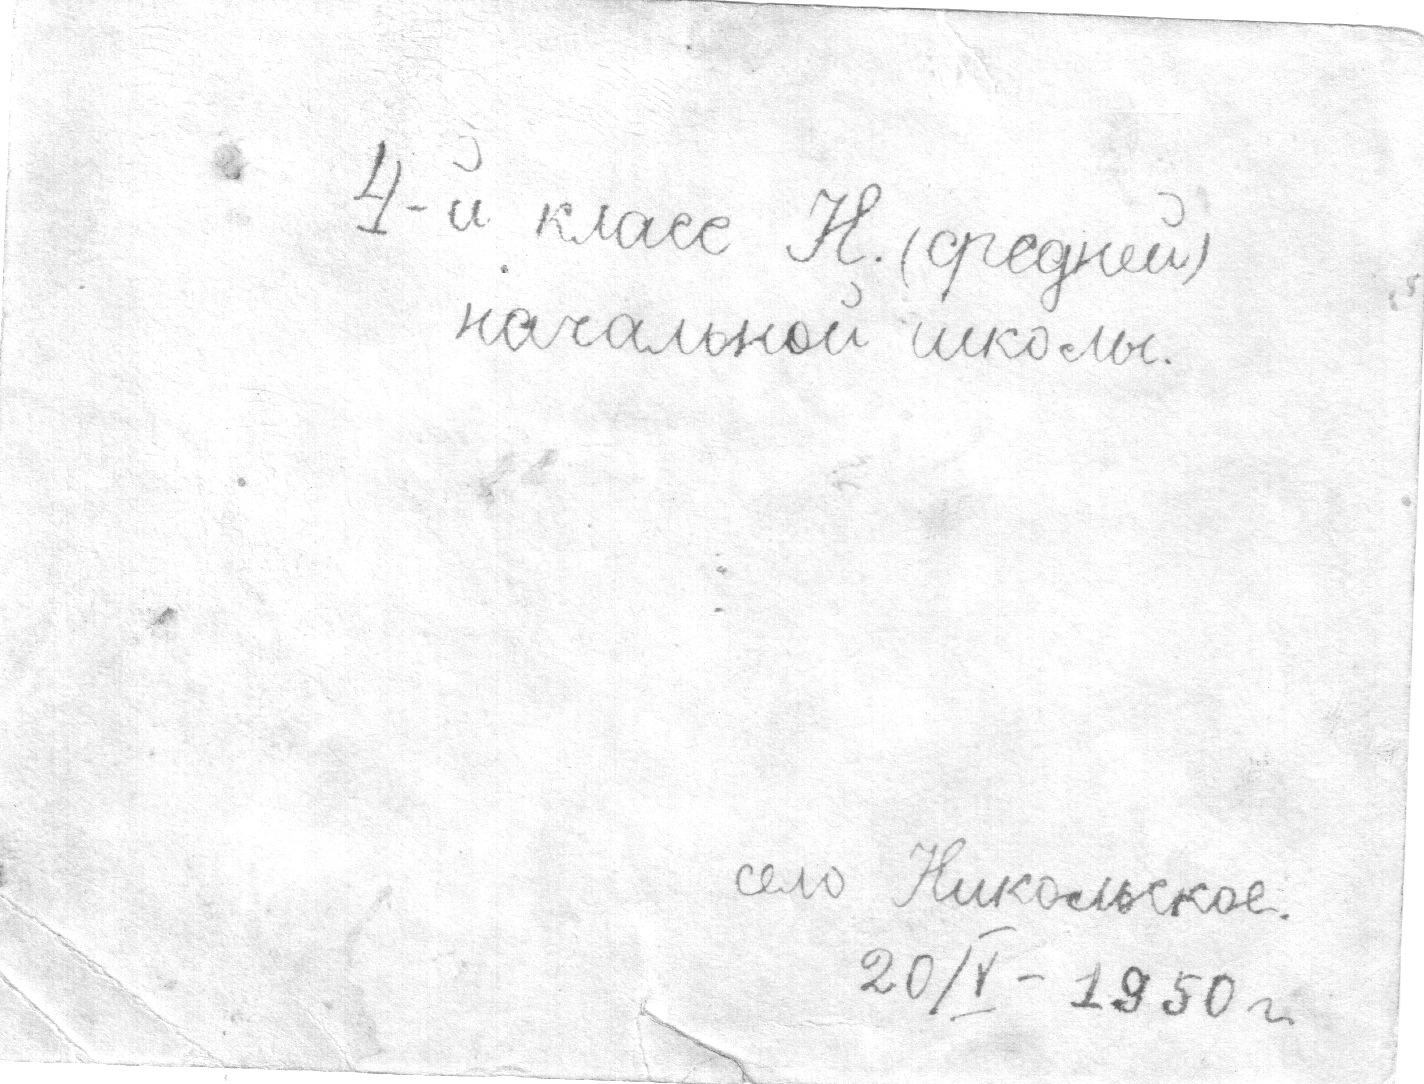 4-й класс Н. (средней)
начальной школы.
село Никольское.
20/V - 1950 г.